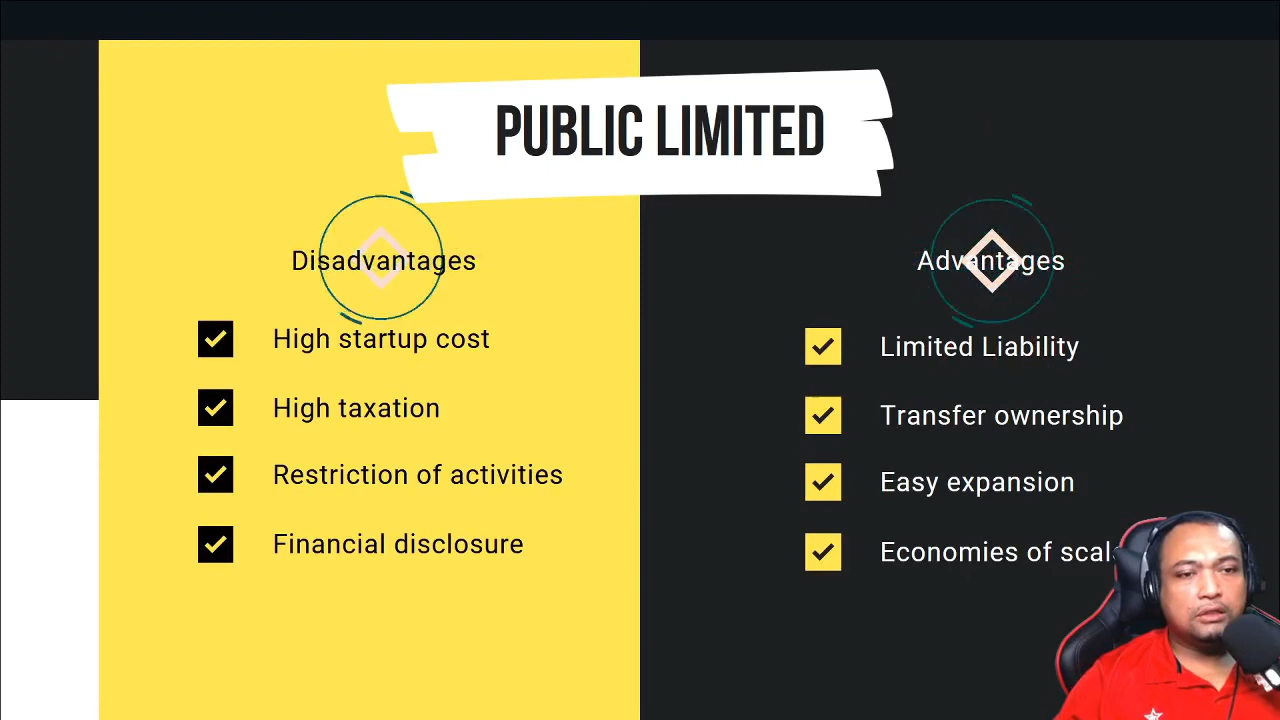 PUBLIC LIMITED
Disadvantages
High startup cost
High taxation
Restriction of activities
Financial disclosure
Advantages
Limited Liability
Transfer ownership
Easy expansion
Economies of scale